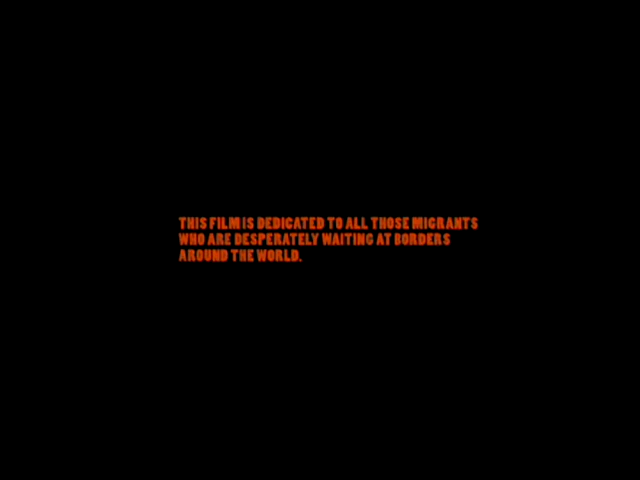 THIS FILM IS DEDICATED TO ALL THOSE MIGRANTS
WHO ARE DESPERATELY WAITING AT BORDERS
AROUND THE WORLD.